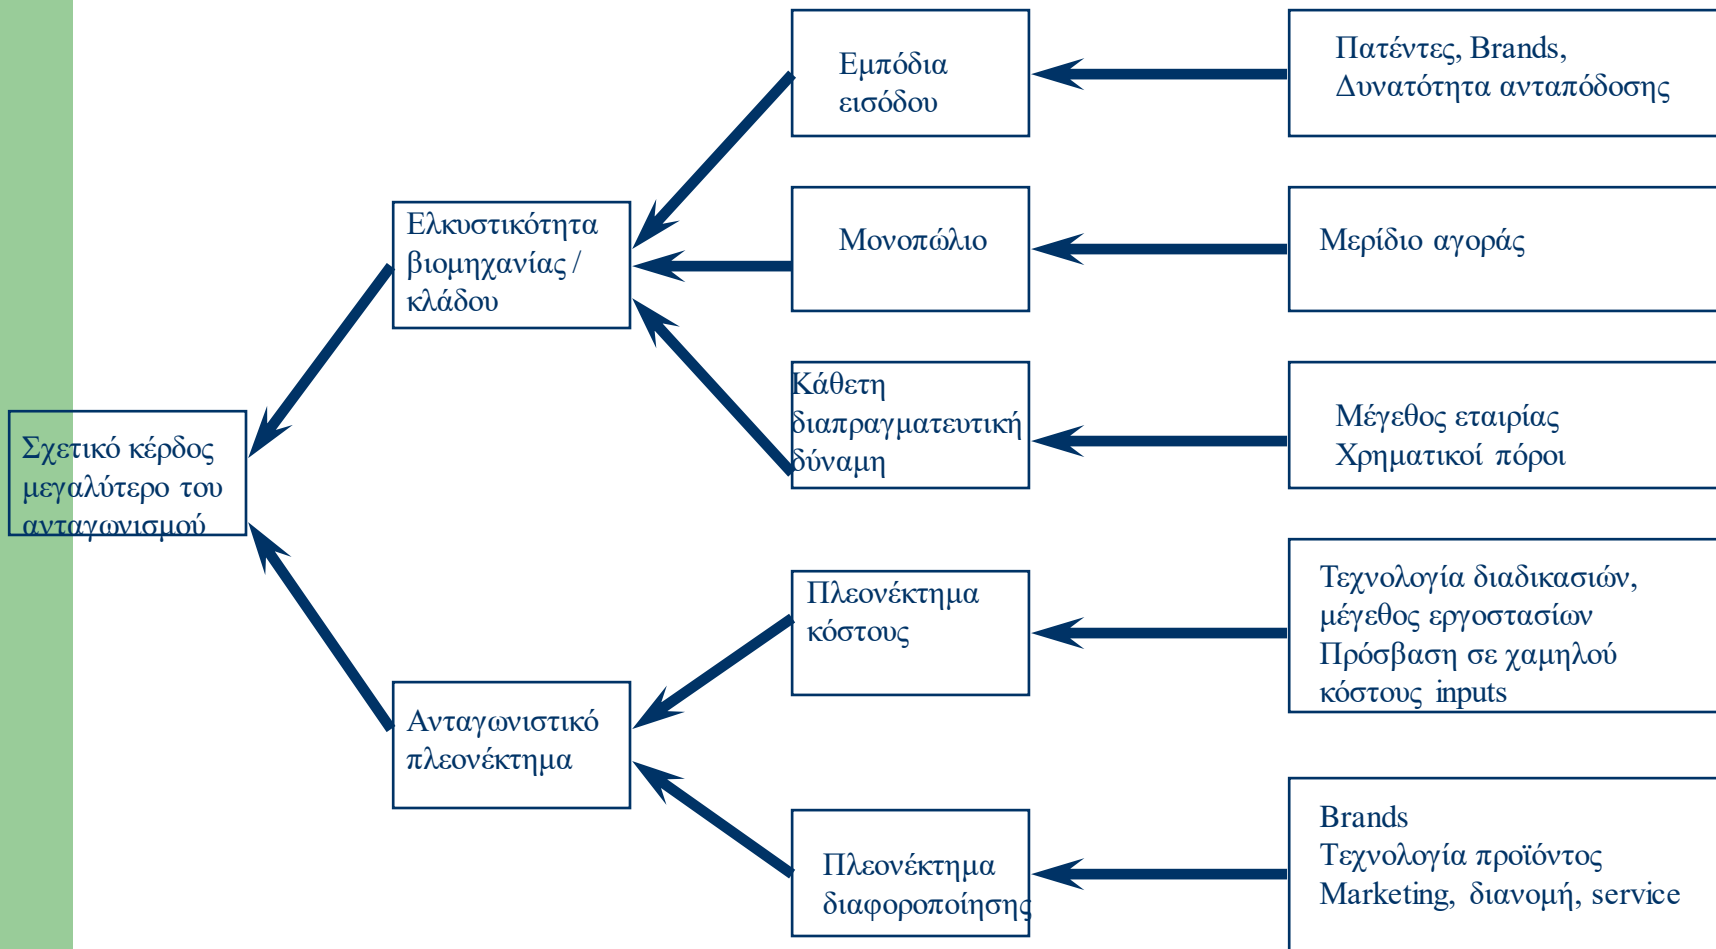 Εμπόδια
εισόδου
Πατέντες, Brands,
Δυνατότητα ανταπόδοσης
Ελκυστικότητα
βιομηχανίας /
κλάδου
Μονοπώλιο
Μερίδιο αγοράς
Κάθετη
διαπραγματευτική
δύναμη
Μέγεθος εταιρίας
Χρηματικοί πόροι
Σχετικό κέρδος
μεγαλύτερο του
ανταγωνισμού
Πλεονέκτημα
κόστους
Τεχνολογία διαδικασιών,
μέγεθος εργοστασίων
Πρόσβαση σε χαμηλού
κόστους inputs
Ανταγωνιστικό
πλεονέκτημα
Πλεονέκτημα
διαφοροποίησης
Brands
Τεχνολογία προϊόντος
Marketing, διανομή, service